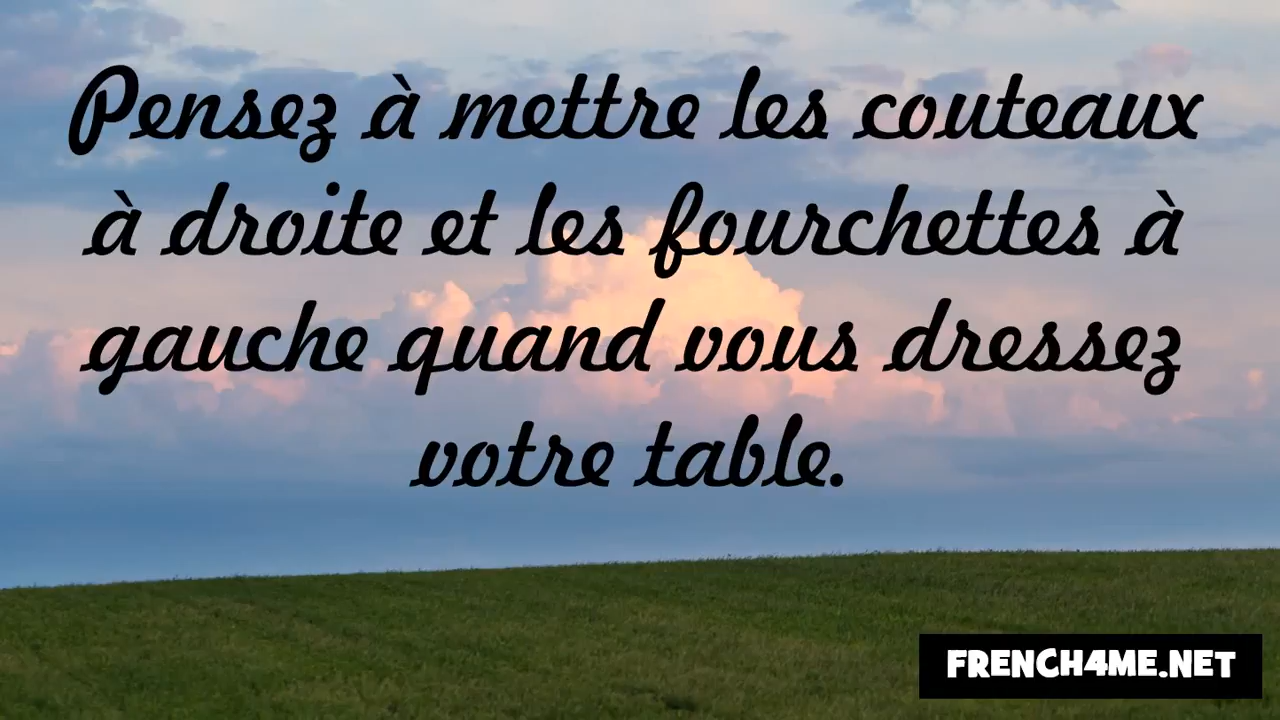 Pensez à mettre les couteaux
à droite et les fourchettes à
gauche quand vous dressez
votre table.
FRENCH4ME.NET